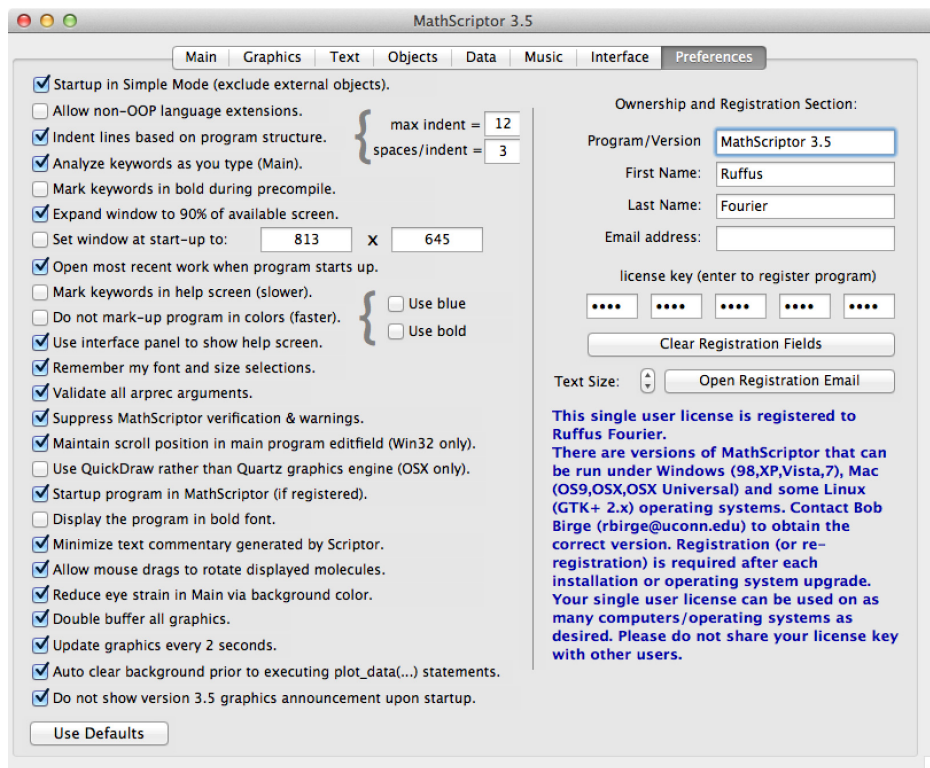 MathScriptor 3.5
Main Graphics Text Objects Data Music Interface Preferences
Startup in Simple Mode (exclude external objects).
Allow non-OOP language extensions.
Indent lines based on program structure.
Analyze keywords as you type (Main).
max indent = 12
spaces/indent = 3
Mark keywords in bold during precompile.
Expand window to 90% of available screen.
Set window at start-up to: 813 x 645
Open most recent work when program starts up.
Mark keywords in help screen (slower).
Do not mark-up program in colors (faster).
Use interface panel to show help screen.
Use blue
Use bold
Remember my font and size selections.
Validate all arprec arguments.
Suppress MathScriptor verification & warnings.
Maintain scroll position in main program editfield (Win32 only).
Use QuickDraw rather than Quartz graphics engine (OSX only).
Startup program in MathScriptor (if registered).
Display the program in bold font.
Minimize text commentary generated by Scriptor.
Allow mouse drags to rotate displayed molecules.
Reduce eye strain in Main via background color.
Double buffer all graphics.
Update graphics every 2 seconds.
Auto clear background prior to executing plot_data(...) statements.
Do not show version 3.5 graphics announcement upon startup.
Use Defaults
Ownership and Registration Section:
Program/Version MathScriptor 3.5
First Name: Ruffus
Last Name: Fourier
Email address:
license key (enter to register program)
•••• •••• •••• •••• ••••
Clear Registration Fields
Text Size: Open Registration Email
This single user license is registered to
Ruffus Fourier.
There are versions of MathScriptor that can
be run under Windows (98,XP,Vista,7), Mac
(OS9,OSX,OSX Universal) and some Linux
(GTK+ 2.x) operating systems. Contact Bob
Birge (rbirge@uconn.edu) to obtain the
correct version. Registration (or re-
registration) is required after each
installation or operating system upgrade.
Your single user license can be used on as
many computers/operating systems as
desired. Please do not share your license key
with other users.